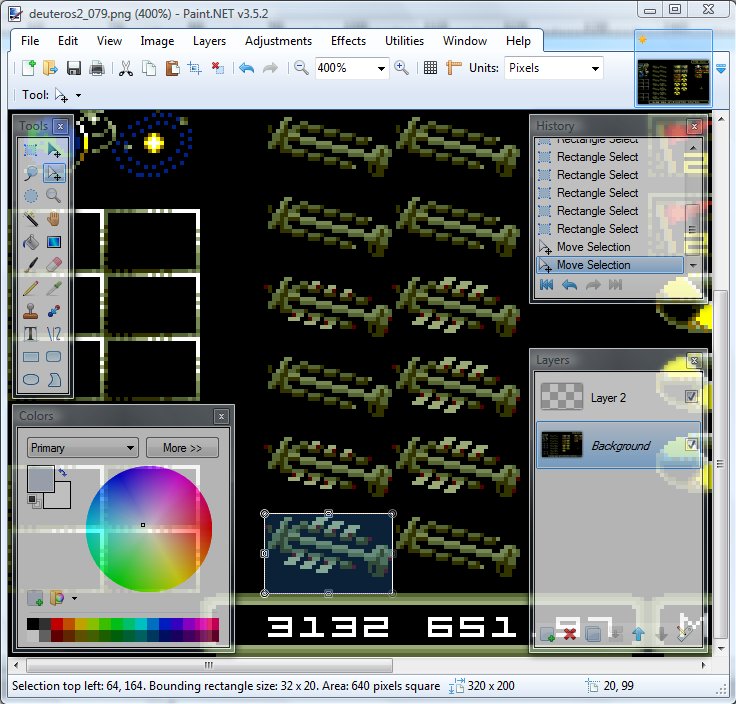 deuteros2_079.png (400%) - Paint.NET v3.5.2
File Edit View Image Layers Adjustments Effects Utilities Window Help
400% Units: Pixels
Tool:
Tools
History
Rectangle Select
Rectangle Select
Rectangle Select
Rectangle Select
Rectangle Select
Rectangle Select
Move Selection
Move Selection
Layers
Layer 2
Background
Colors
Primary More >>
3132 651 97 M
Selection top left: 64, 164. Bounding rectangle size: 32 x 20. Area: 640 pixels square 320 x 200 20, 99